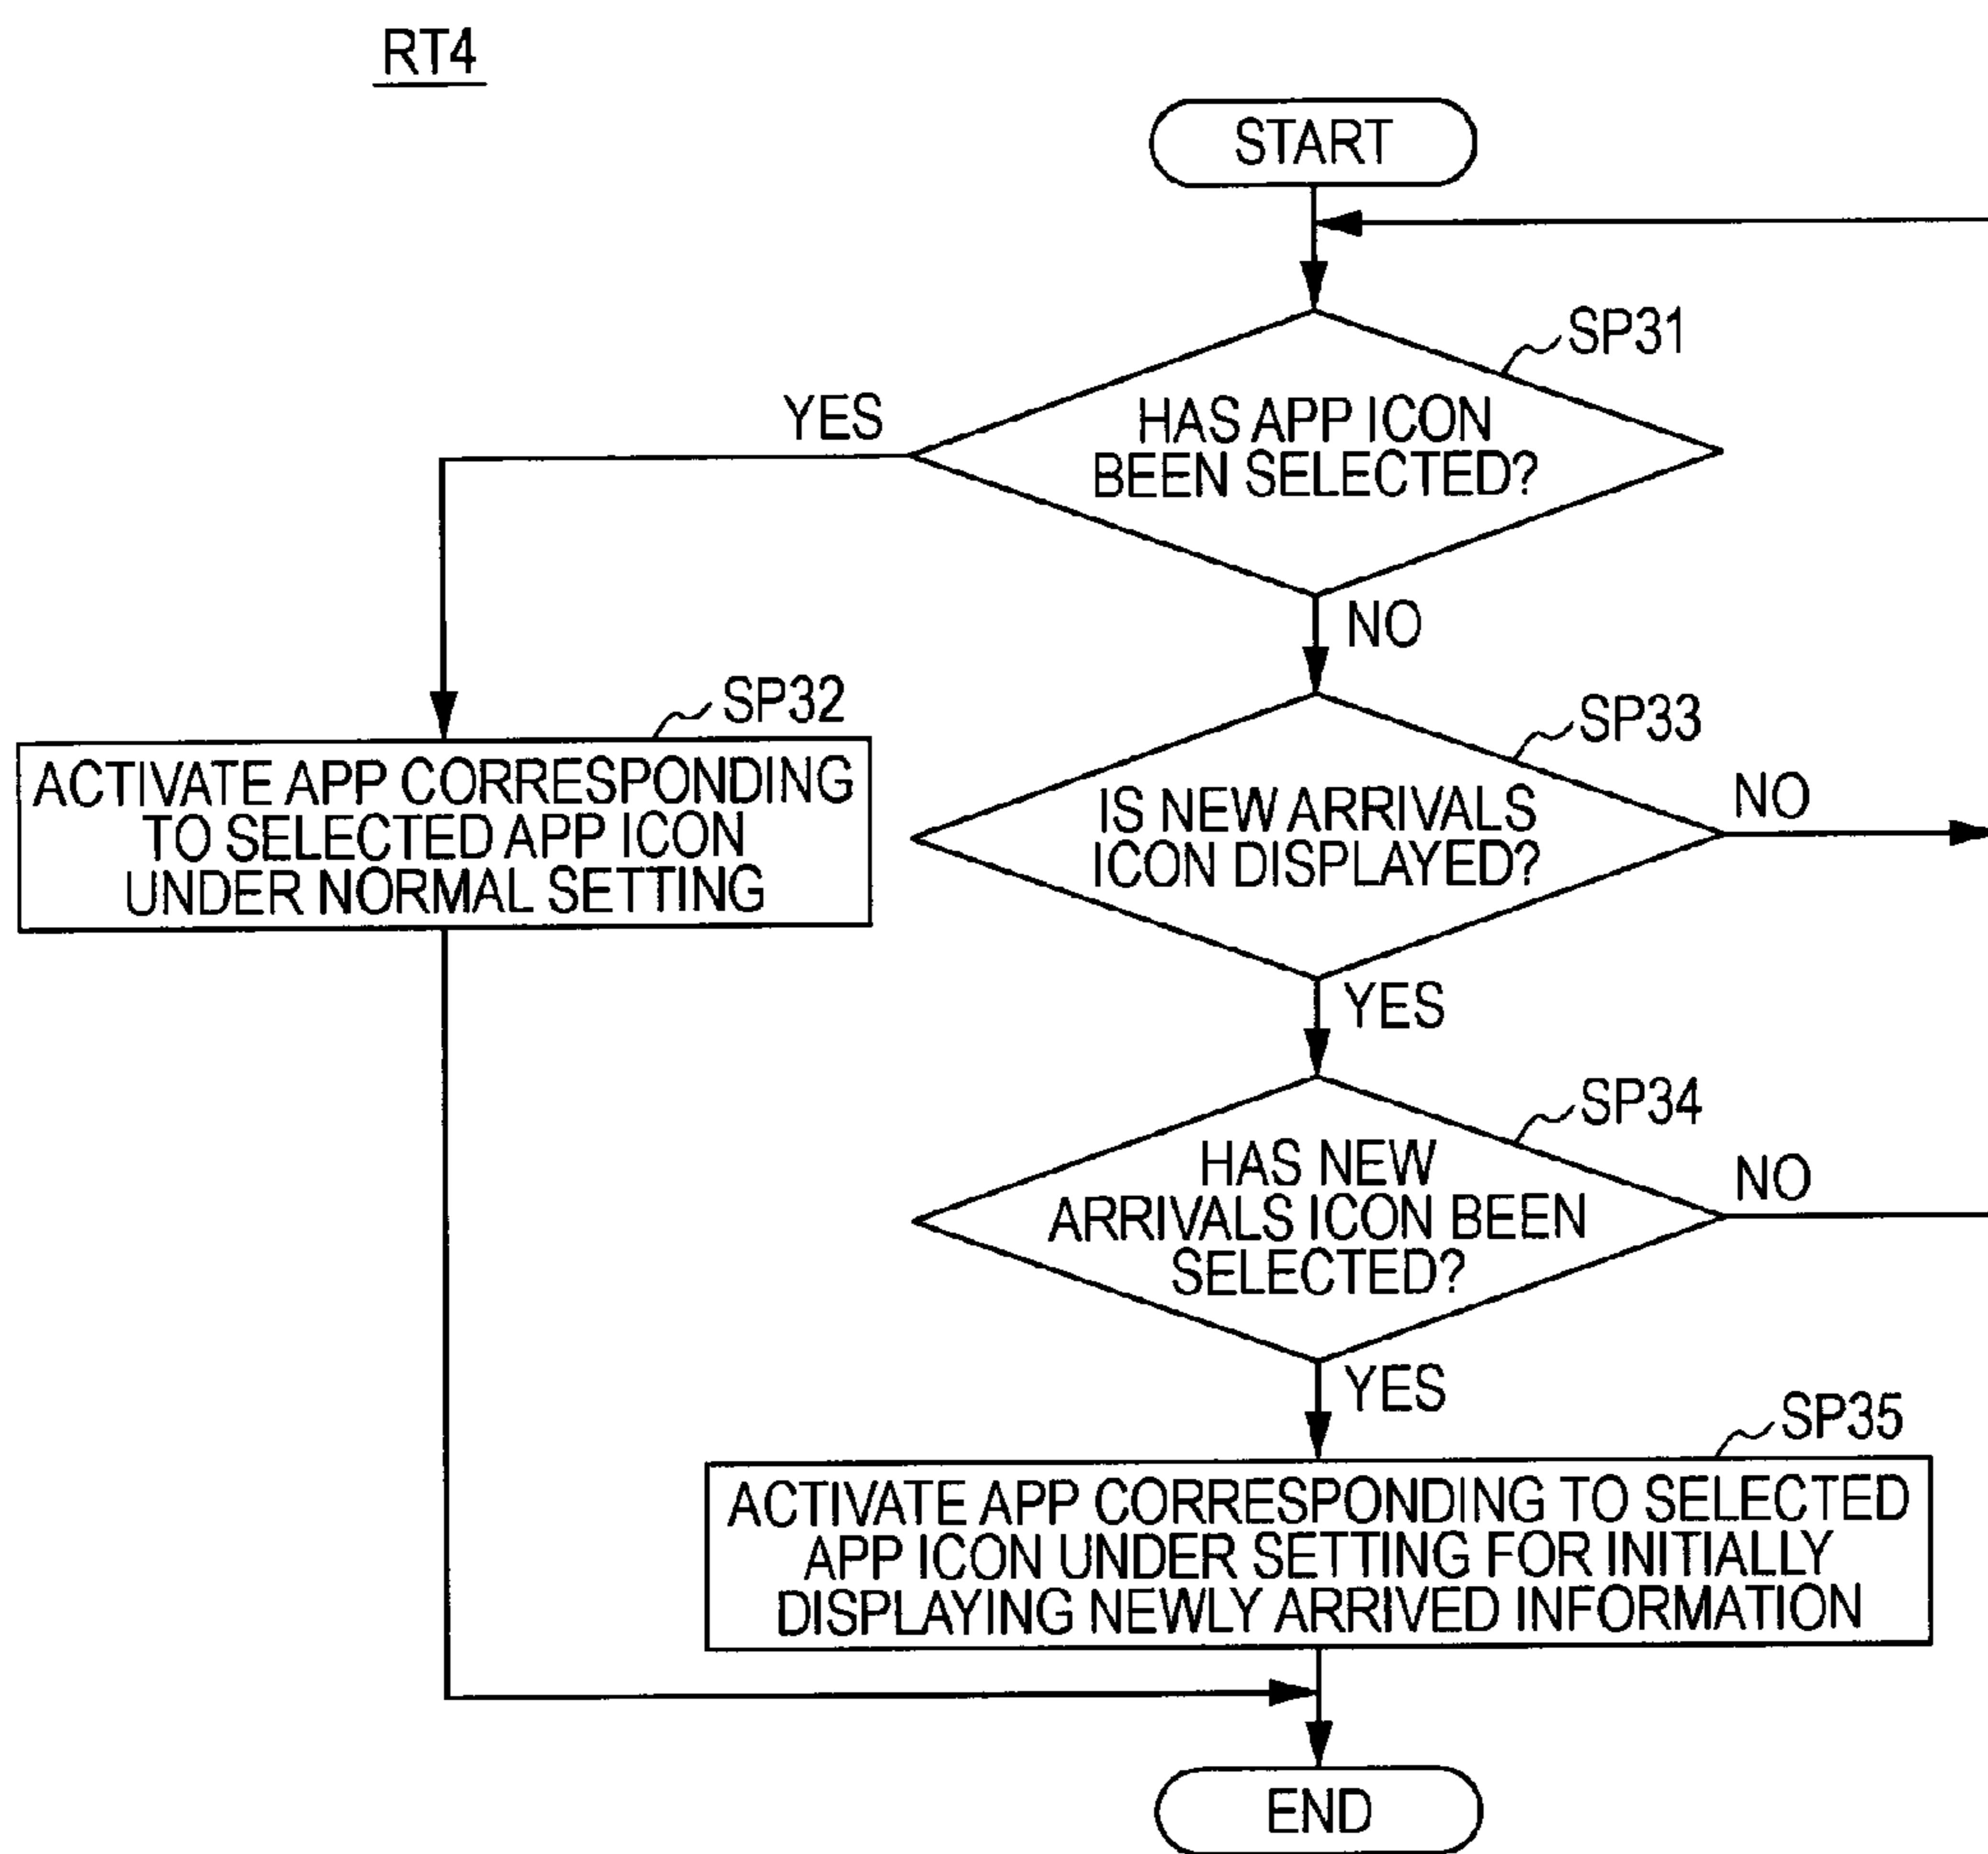 RT4
START
SP31
YES
HAS APP ICON
BEEN SELECTED?
NO
SP32
ACTIVATE APP CORRESPONDING
TO SELECTED APP ICON
UNDER NORMAL SETTING
SP33
IS NEW ARRIVALS
ICON DISPLAYED?
NO
YES
SP34
HAS NEW
ARRIVALS ICON BEEN
SELECTED?
NO
YES
SP35
ACTIVATE APP CORRESPONDING TO SELECTED
APP ICON UNDER SETTING FOR INITIALLY
DISPLAYING NEWLY ARRIVED INFORMATION
END